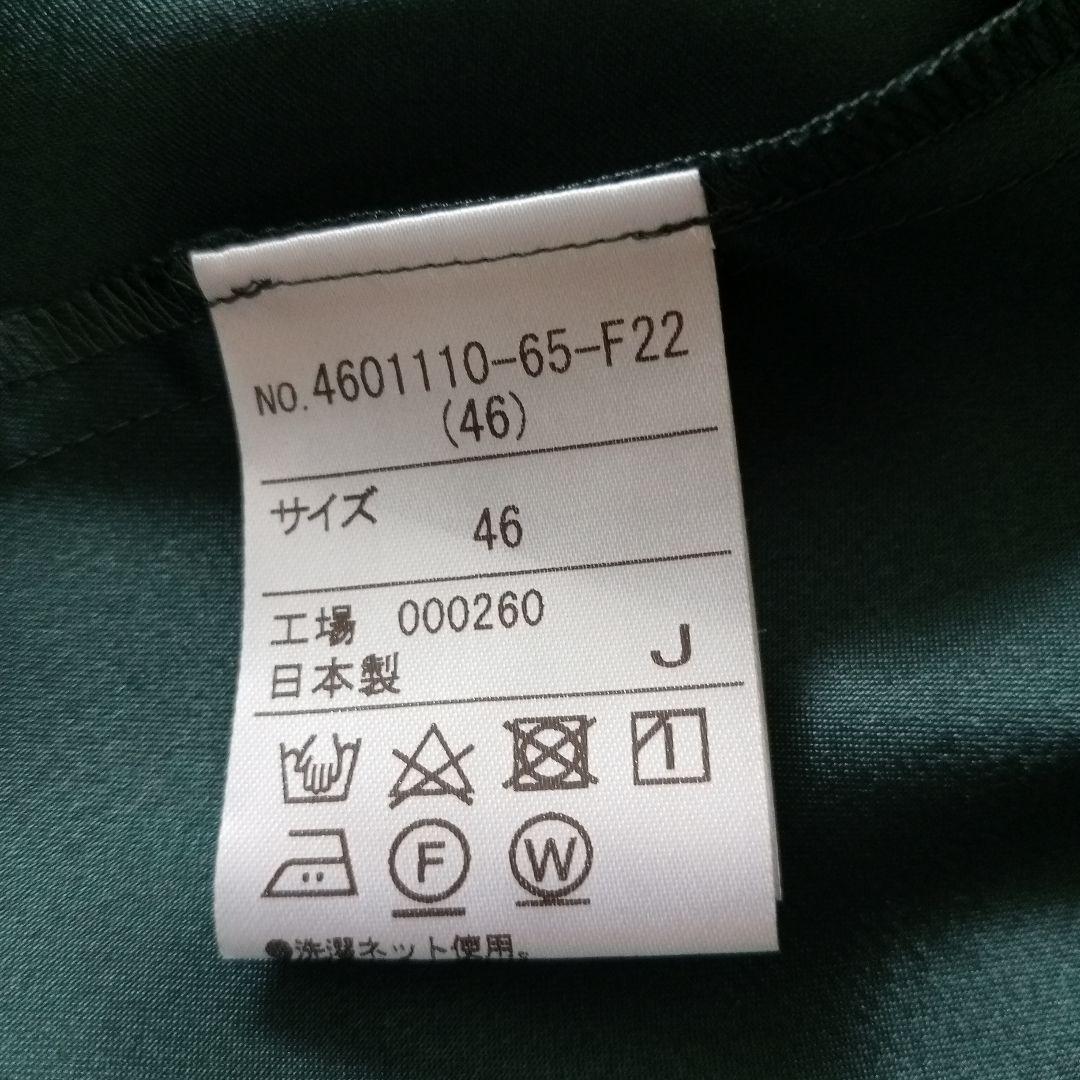 NO.4601110-65-F22
(46)
サイズ 46
工場 000260
日本製 J
F W
●洗濯ネット使用。